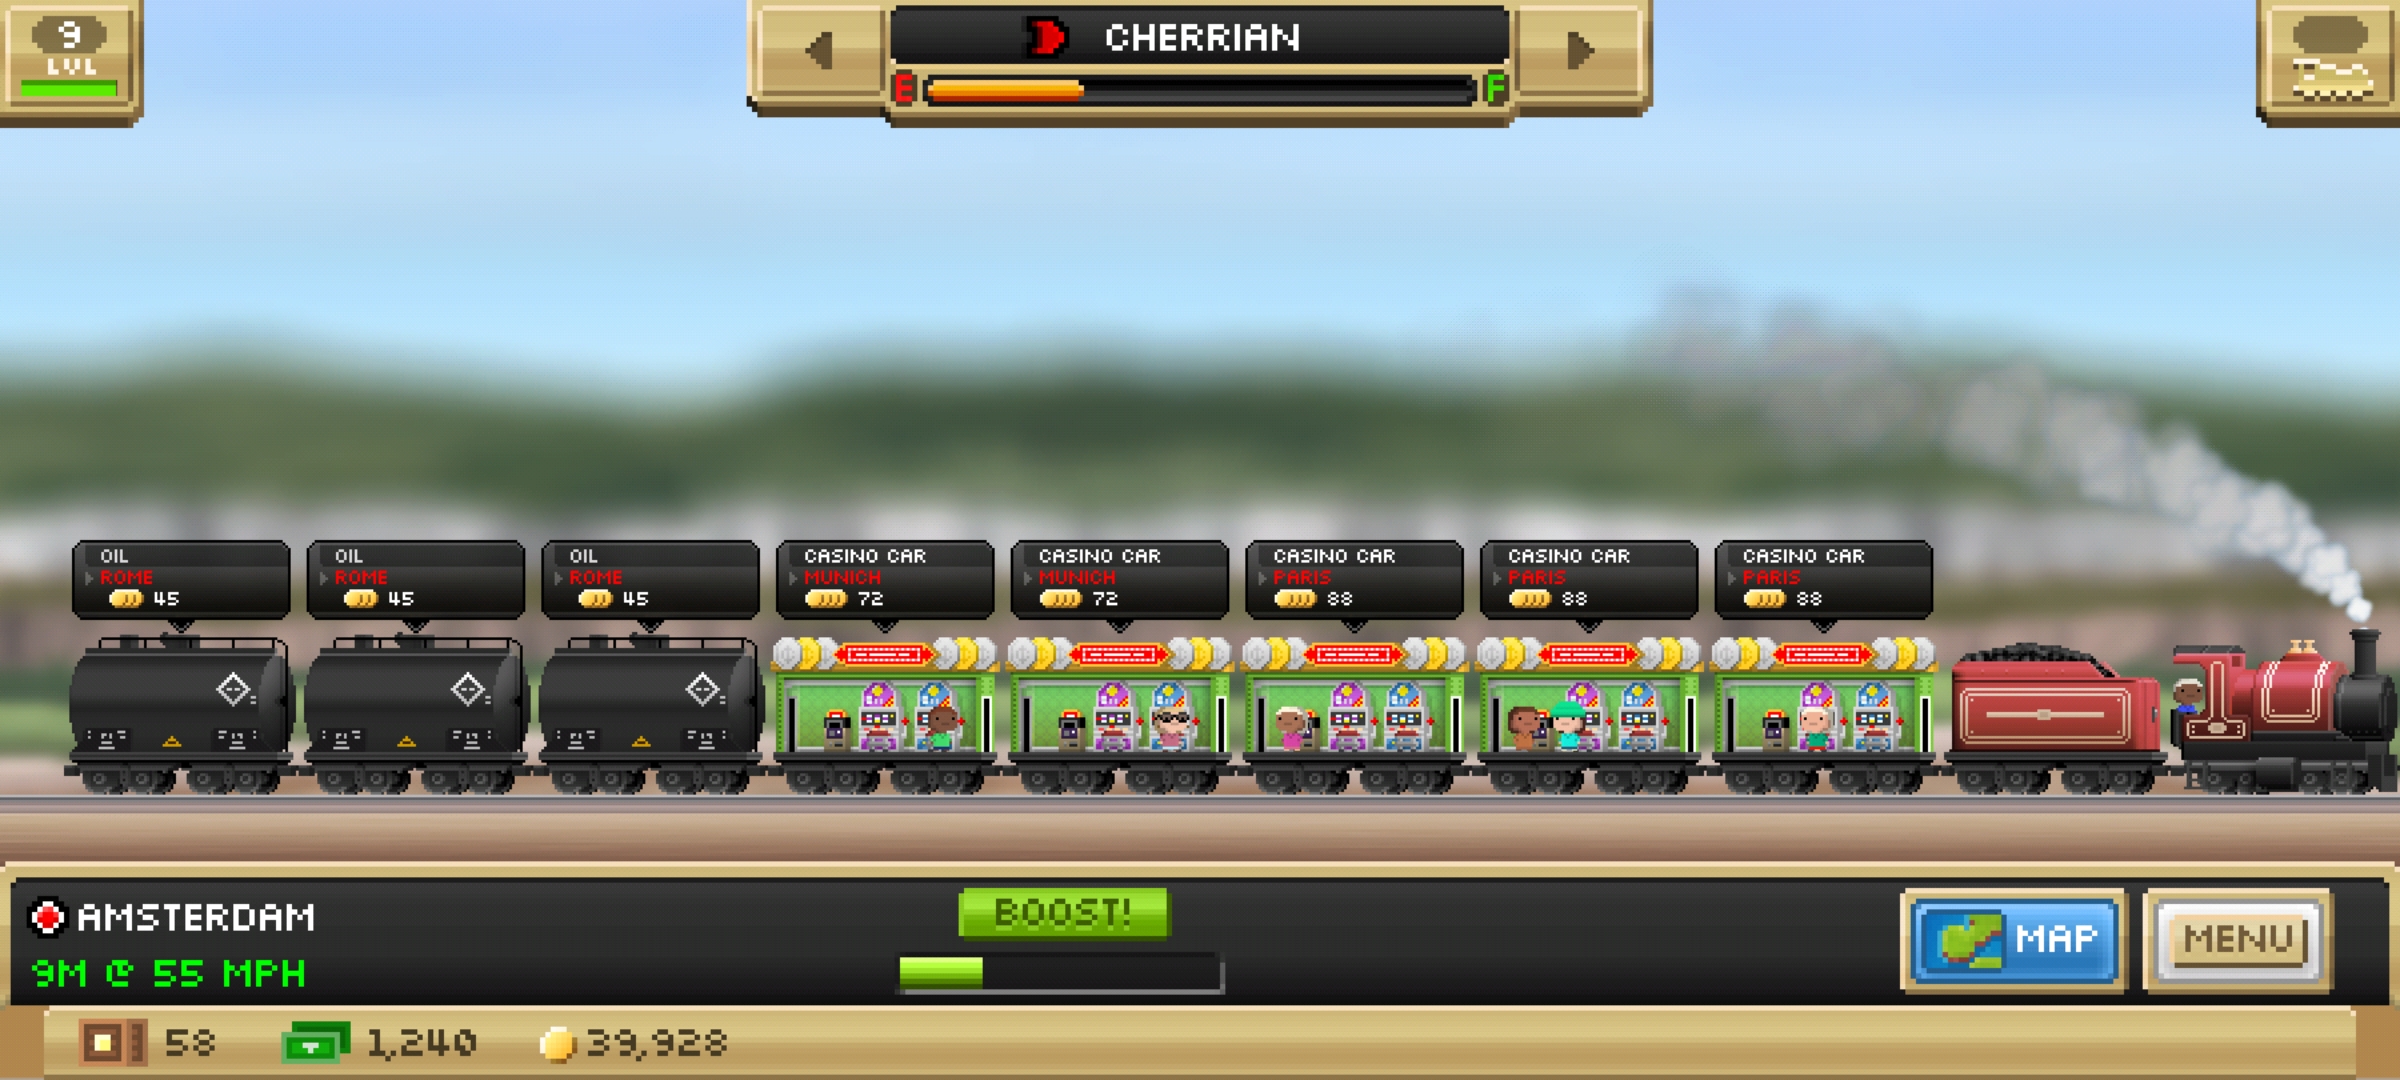 9
LVL
CHERRIAN
E
F
OIL
ROME
45
OIL
ROME
45
OIL
ROME
45
CASINO CAR
MUNICH
72
CASINO CAR
MUNICH
72
CASINO CAR
PARIS
88
CASINO CAR
PARIS
88
CASINO CAR
PARIS
88
AMSTERDAM
9M @ 55 MPH
BOOST!
MAP
MENU
58
1,240
39,928